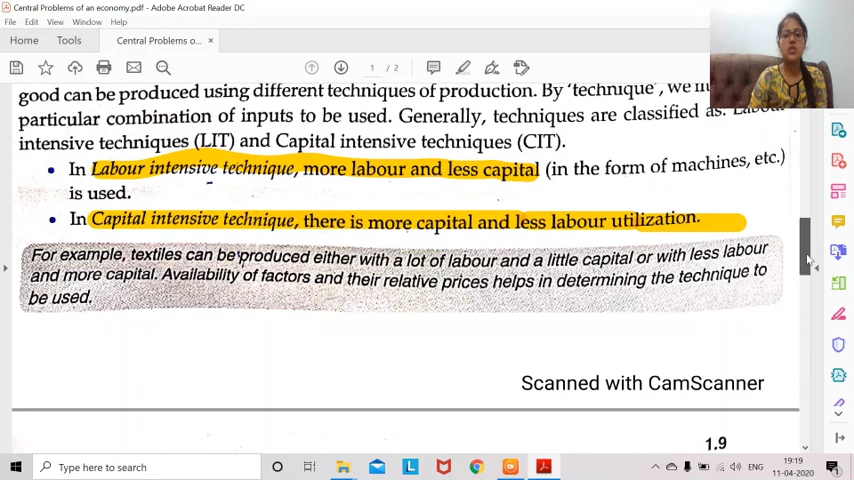 Central Problems of an economy.pdf - Adobe Acrobat Reader DC
File Edit View Window Help
Home Tools Central Problems o... ×
1 / 2
good can be produced using different techniques of production. By 'technique', we
particular combination of inputs to be used. Generally, techniques are classified as:
intensive techniques (LIT) and Capital intensive techniques (CIT).
• In Labour intensive technique, more labour and less capital (in the form of machines, etc.)
is used.
• In Capital intensive technique, there is more capital and less labour utilization.
For example, textiles can be produced either with a lot of labour and a little capital or with less labour
and more capital. Availability of factors and their relative prices helps in determining the technique to
be used.
Scanned with CamScanner
1.9
Type here to search
ENG
19:19
11-04-2020